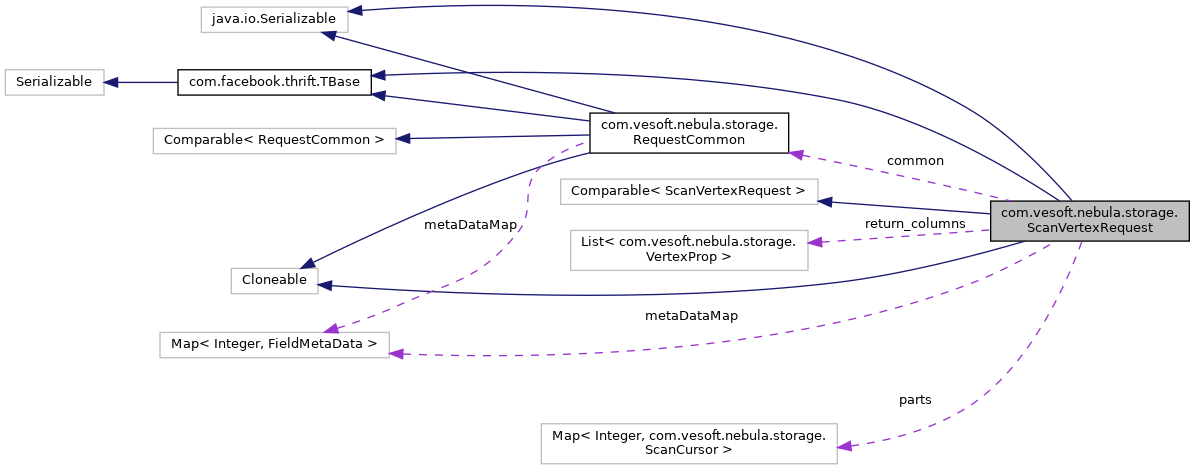 java.io.Serializable
Serializable
com.facebook.thrift.TBase
com.vesoft.nebula.storage.
RequestCommon
Comparable< RequestCommon >
common
Comparable< ScanVertexRequest >
com.vesoft.nebula.storage.
ScanVertexRequest
metaDataMap
return_columns
List< com.vesoft.nebula.storage.
VertexProp >
Cloneable
metaDataMap
Map< Integer, FieldMetaData >
parts
Map< Integer, com.vesoft.nebula.storage.
ScanCursor >